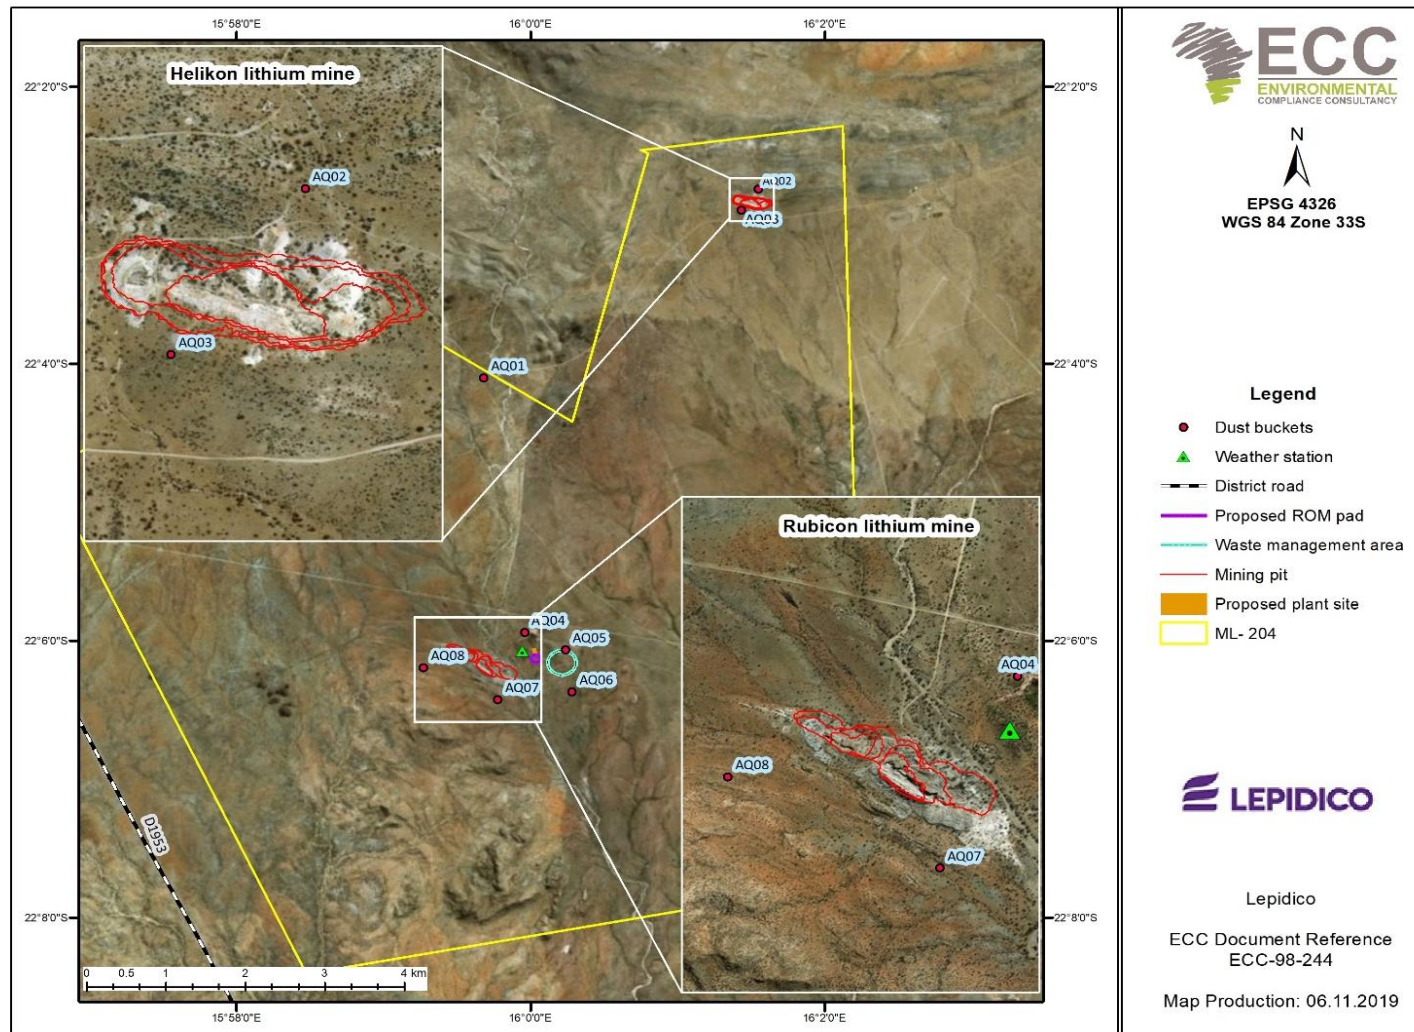 15°58'0"E
16°0'0"E
16°2'0"E
22°2'0"S
22°2'0"S
22°4'0"S
22°4'0"S
22°6'0"S
22°6'0"S
22°8'0"S
22°8'0"S
15°58'0"E
16°0'0"E
16°2'0"E
Helikon lithium mine
AQ02
AQ03
AQ02
AQ03
AQ01
AQ04
AQ05
AQ08
AQ07
AQ06
D1953
0 0.5 1 2 3 4 km
Rubicon lithium mine
AQ04
AQ08
AQ07
ECC
ENVIRONMENTAL
COMPLIANCE CONSULTANCY
N
EPSG 4326
WGS 84 Zone 33S
Legend
Dust buckets
Weather station
District road
Proposed ROM pad
Waste management area
Mining pit
Proposed plant site
ML- 204
LEPIDICO
Lepidico
ECC Document Reference
ECC-98-244
Map Production: 06.11.2019